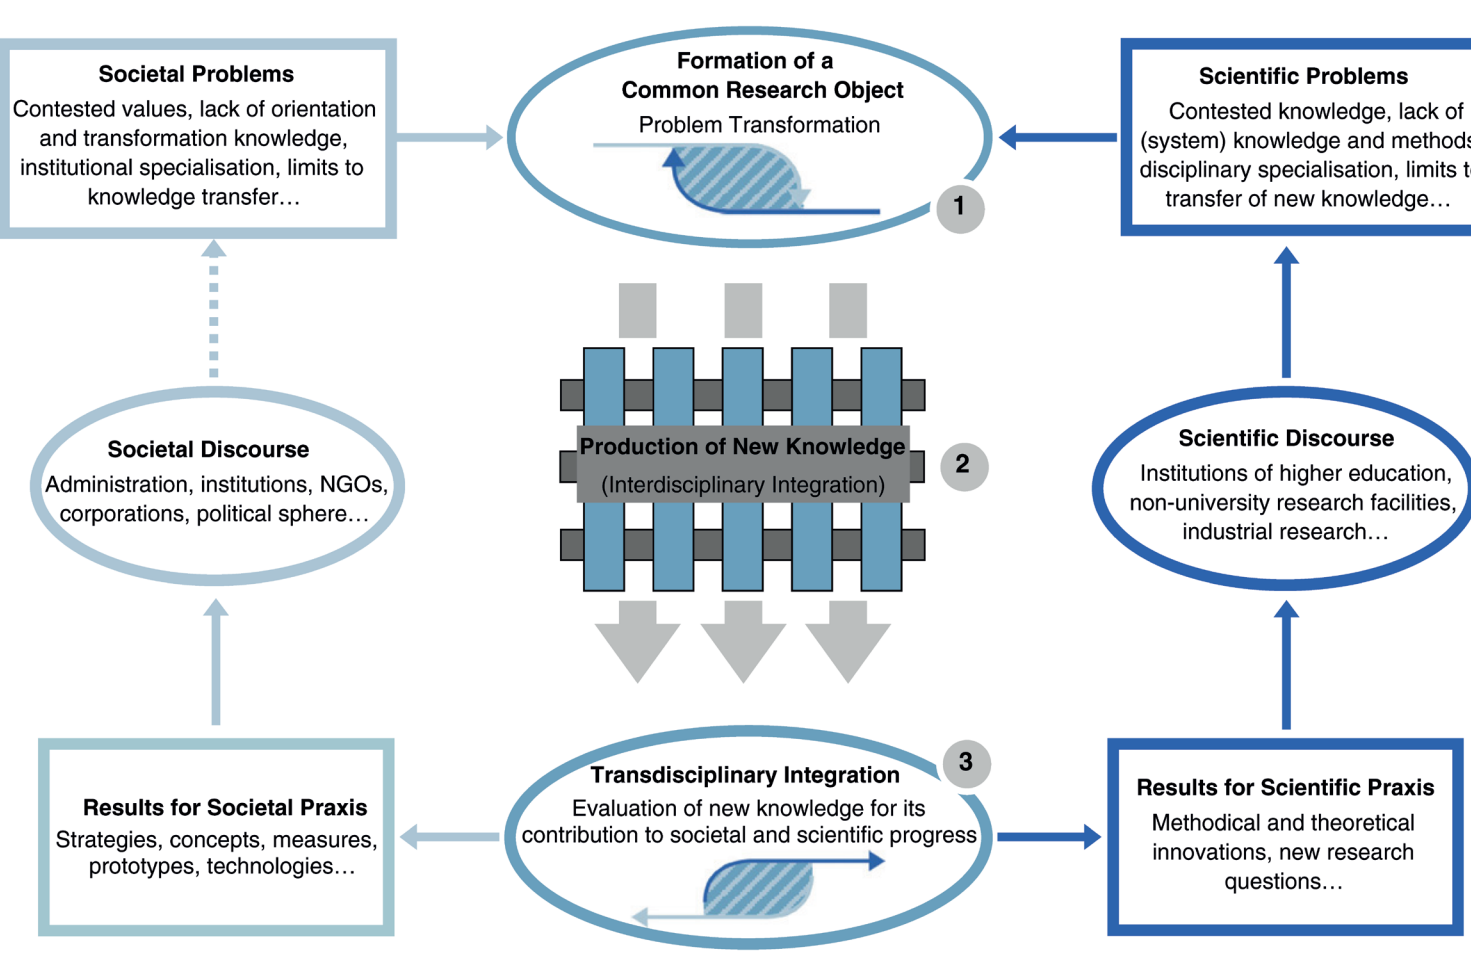 Societal Problems
Contested values, lack of orientation
and transformation knowledge,
institutional specialisation, limits to
knowledge transfer…
Formation of a
Common Research Object
Problem Transformation
1
Scientific Problems
Contested knowledge, lack of
(system) knowledge and methods
disciplinary specialisation, limits to
transfer of new knowledge…
Societal Discourse
Administration, institutions, NGOs,
corporations, political sphere…
Production of New Knowledge
(Interdisciplinary Integration)
2
Scientific Discourse
Institutions of higher education,
non-university research facilities,
industrial research…
Results for Societal Praxis
Strategies, concepts, measures,
prototypes, technologies…
Transdisciplinary Integration
Evaluation of new knowledge for its
contribution to societal and scientific progress
3
Results for Scientific Praxis
Methodical and theoretical
innovations, new research
questions…